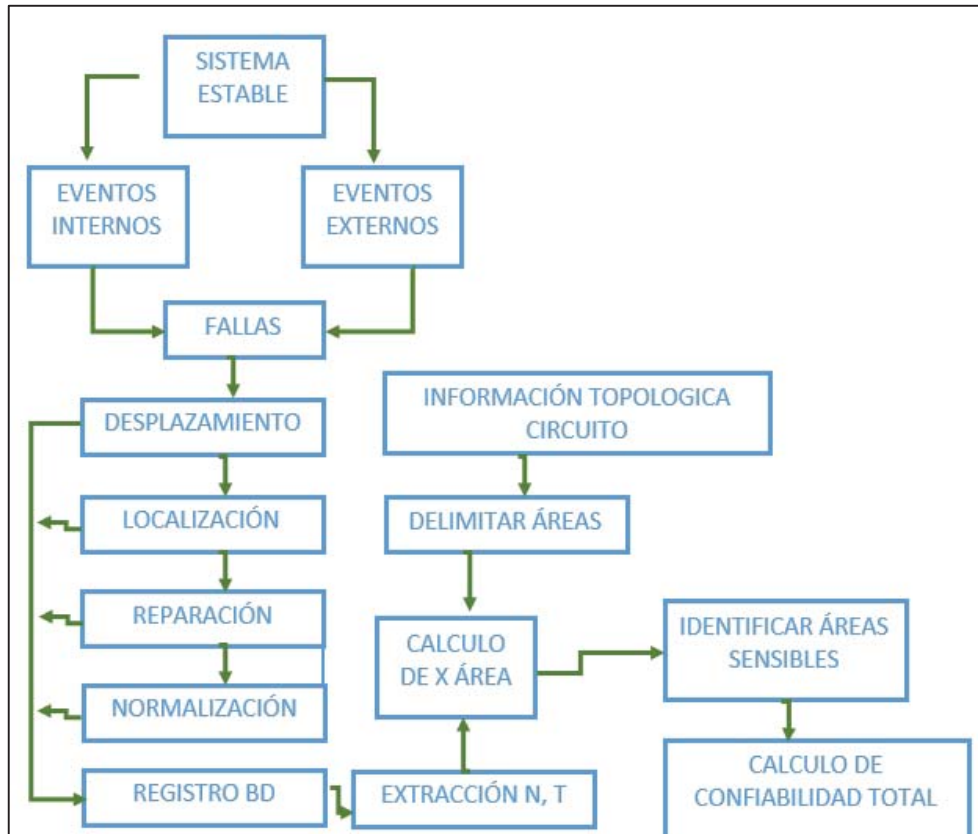 SISTEMA
ESTABLE
EVENTOS
INTERNOS
EVENTOS
EXTERNOS
FALLAS
DESPLAZAMIENTO
LOCALIZACIÓN
REPARACIÓN
NORMALIZACIÓN
REGISTRO BD
INFORMACIÓN TOPOLOGICA
CIRCUITO
DELIMITAR ÁREAS
CALCULO
DE X ÁREA
EXTRACCIÓN N, T
IDENTIFICAR ÁREAS
SENSIBLES
CALCULO DE
CONFIABILIDAD TOTAL